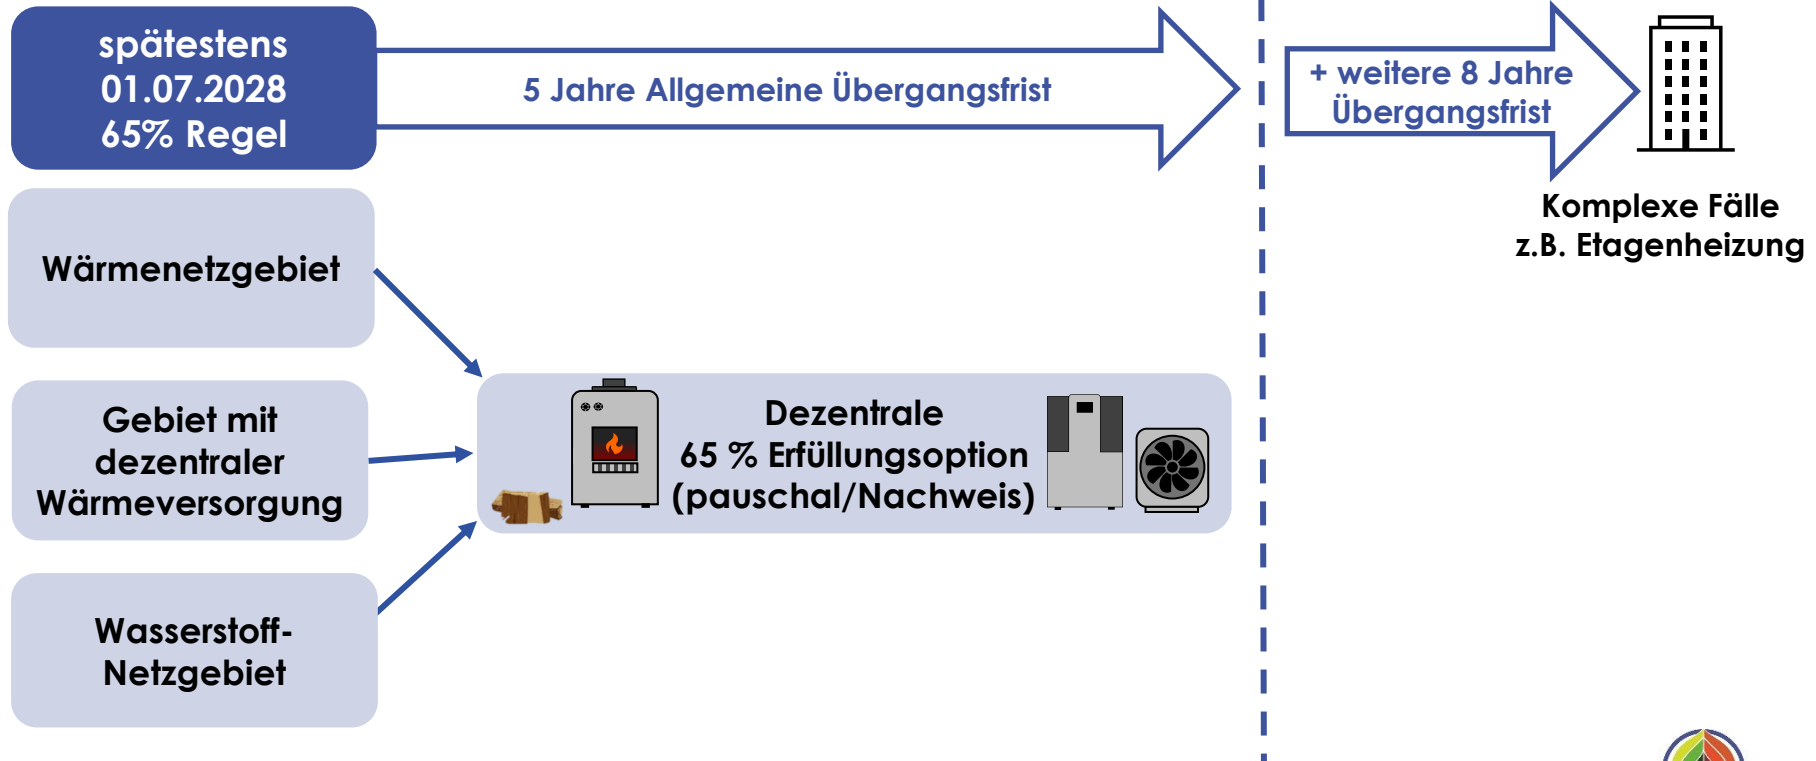 spätestens
01.07.2028
65% Regel
5 Jahre Allgemeine Übergangsfrist
+ weitere 8 Jahre
Übergangsfrist
Komplexe Fälle
z.B. Etagenheizung
Wärmenetzgebiet
Gebiet mit
dezentraler
Wärmeversorgung
Dezentrale
65 % Erfüllungsoption
(pauschal/Nachweis)
Wasserstoff-
Netzgebiet